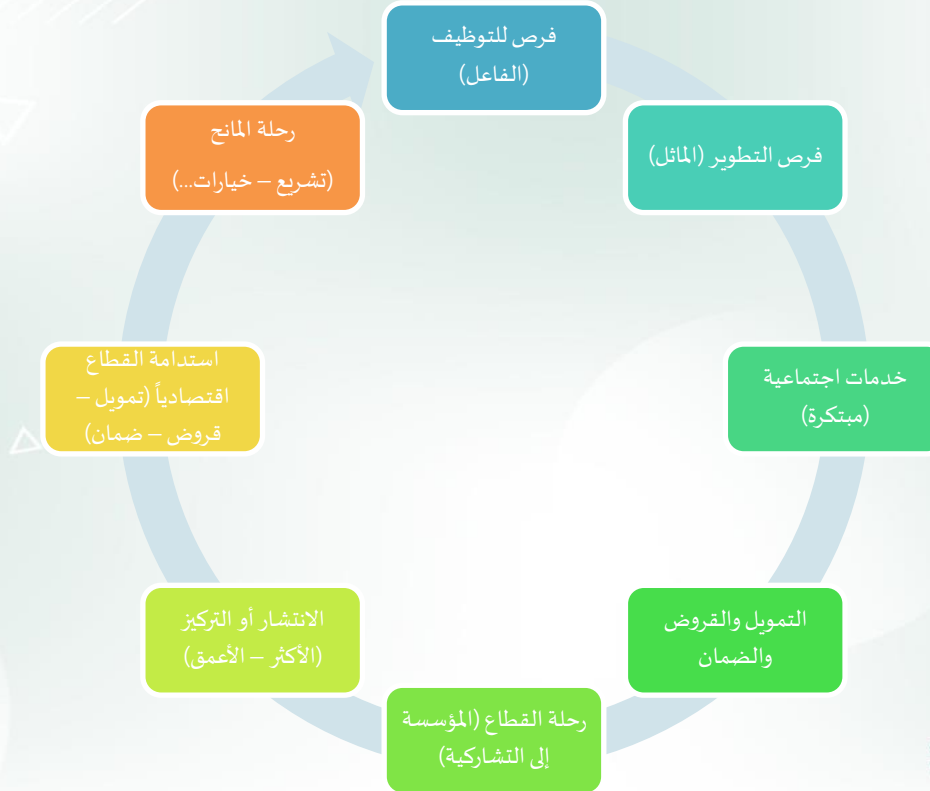 فرص للتوظيف
(الفاعل)
فرص التطوير (الماثل)
خدمات اجتماعية
(مبتكرة)
التمويل والقروض
والضمان
رحلة القطاع (المؤسسة
إلى التشاركية)
الانتشار أو التركيز
(الأكثر – الأعمق)
استدامة القطاع
اقتصادياً (تمويل –
قروض – ضمان)
رحلة المانح
(تشريع – خيارات...)